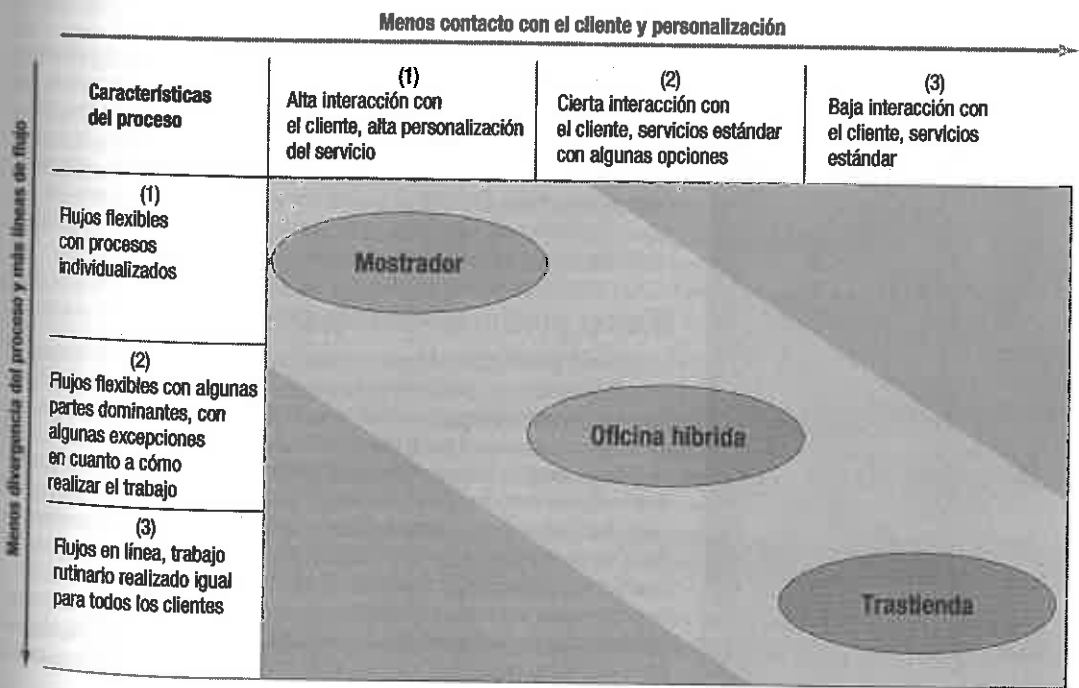 Menos contacto con el cliente y personalización
Menos divergencia del proceso y más líneas de flujo
Características
del proceso
(1)
Alta interacción con
el cliente, alta personalización
del servicio
(2)
Cierta interacción con
el cliente, servicios estándar
con algunas opciones
(3)
Baja interacción con
el cliente, servicios
estándar
(1)
Flujos flexibles
con procesos
individualizados
Mostrador
(2)
Flujos flexibles con algunas
partes dominantes, con
algunas excepciones
en cuanto a cómo
realizar el trabajo
Oficina híbrida
(3)
Flujos en línea, trabajo
rutinario realizado igual
para todos los clientes
Trastienda